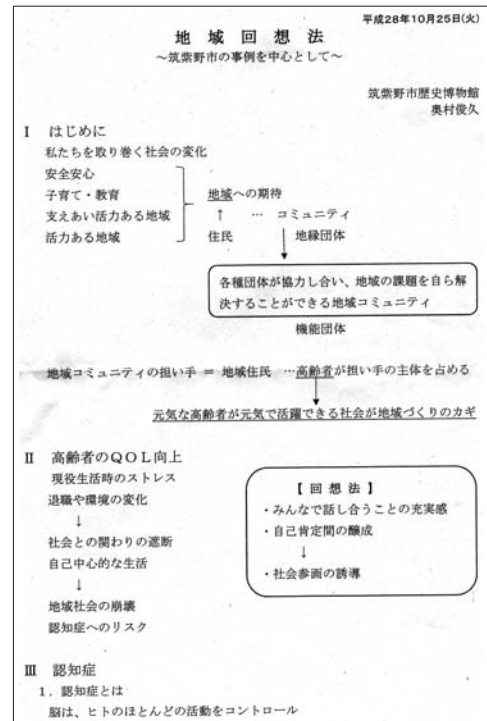 平成28年10月25日(火)
地域回想法
～筑紫野市の事例を中心として～
筑紫野市歴史博物館
奥村俊久
Ⅰ はじめに
私たちを取り巻く社会の変化
安全安心
子育て・教育
支えあい活力ある地域
活力ある地域
地域への期待
↑ … コミュニティ
住民 地縁団体
各種団体が協力し合い、地域の課題を自ら解
決することができる地域コミュニティ
機能団体
地域コミュニティの担い手 ＝ 地域住民 …高齢者が担い手の主体を占める
元気な高齢者が元気で活躍できる社会が地域づくりのカギ
Ⅱ 高齢者のＱＯＬ向上
現役生活時のストレス
退職や環境の変化
↓
社会との関わりの遮断
自己中心的な生活
↓
地域社会の崩壊
認知症へのリスク
【回想法】
・みんなで話し合うことの充実感
・自己肯定間の醸成
↓
・社会参画の誘導
Ⅲ 認知症
１．認知症とは
脳は、ヒトのほとんどの活動をコントロール